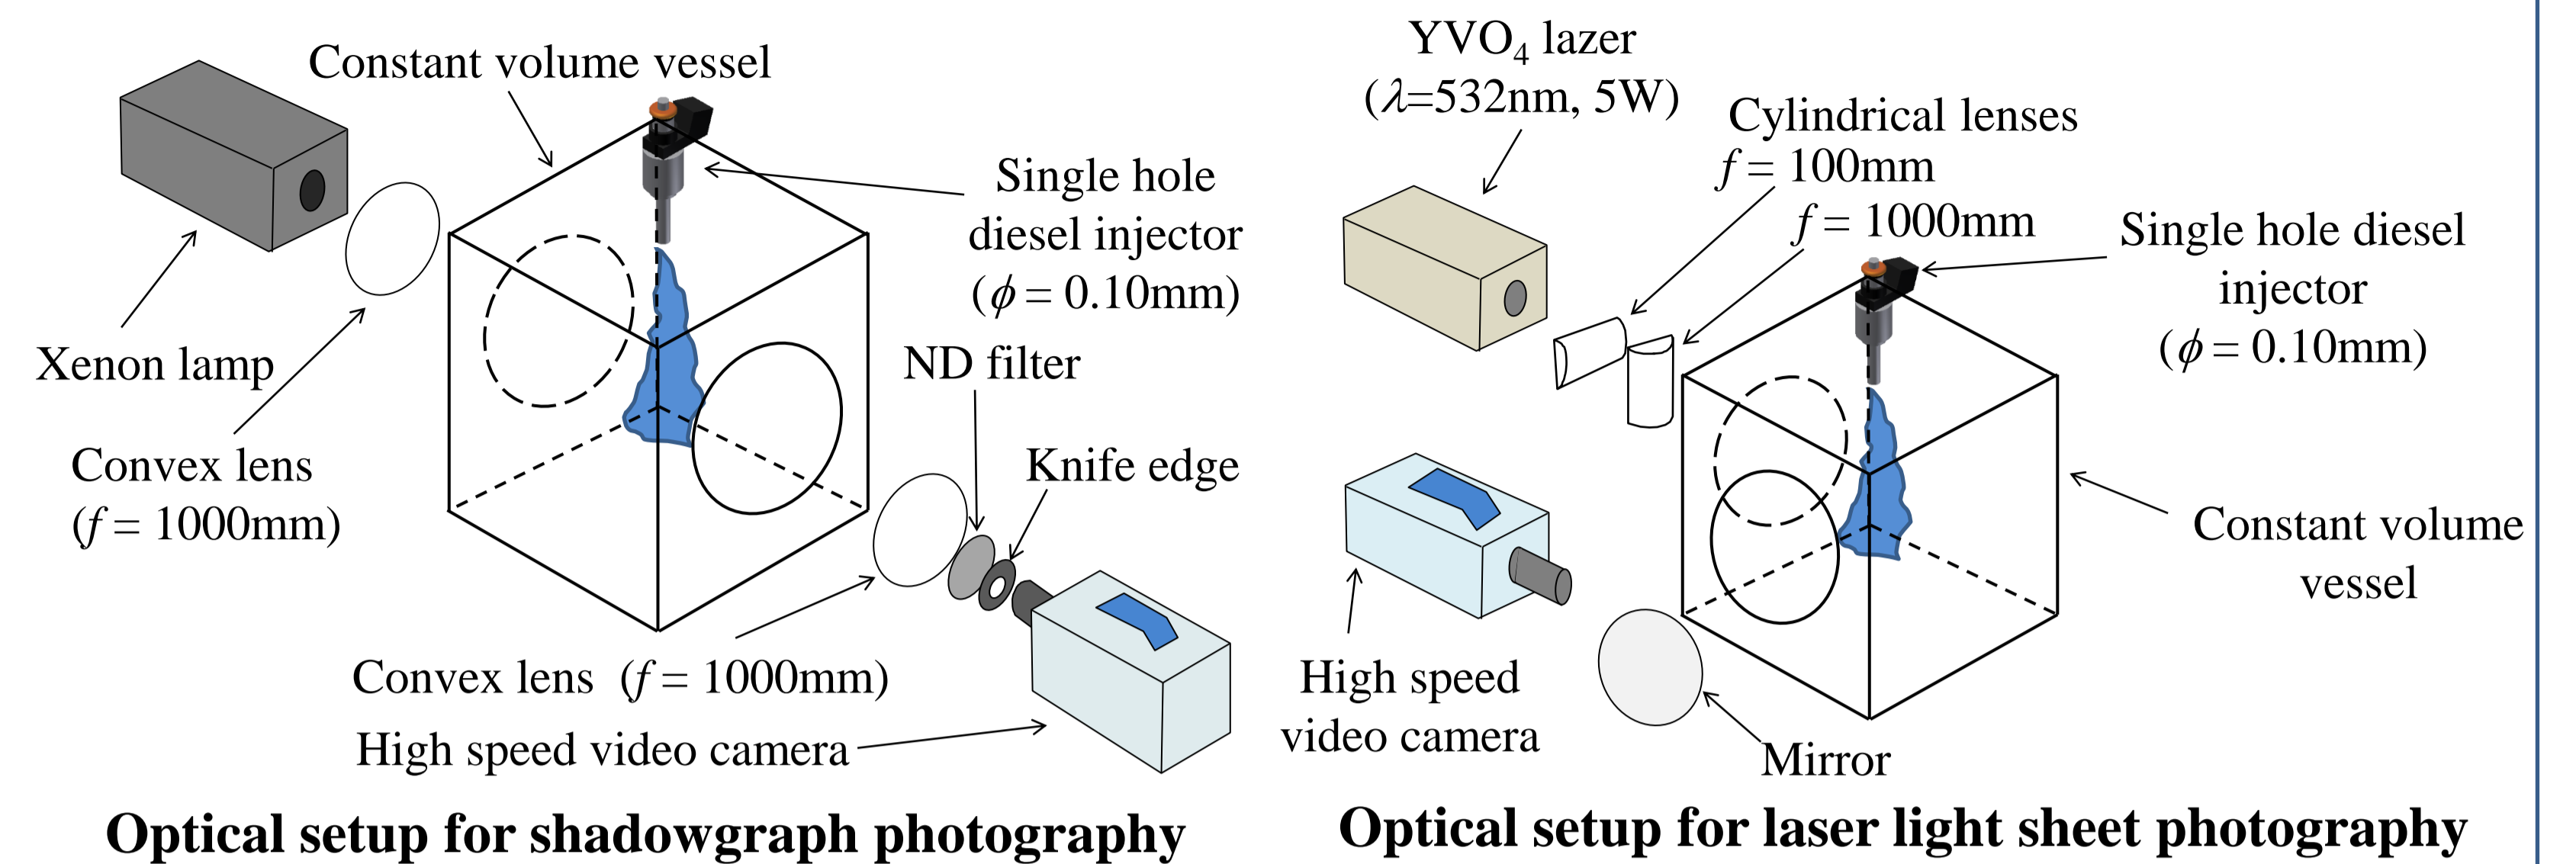 Constant volume vessel
Single hole
diesel injector
(ϕ = 0.10mm)
Xenon lamp
ND filter
Convex lens
(f = 1000mm)
Knife edge
Convex lens (f = 1000mm)
High speed video camera
Optical setup for shadowgraph photography
YVO₄ lazer
(λ=532nm, 5W)
Cylindrical lenses
f = 100mm
f = 1000mm
Single hole diesel
injector
(ϕ = 0.10mm)
Constant volume
vessel
High speed
video camera
Mirror
Optical setup for laser light sheet photography